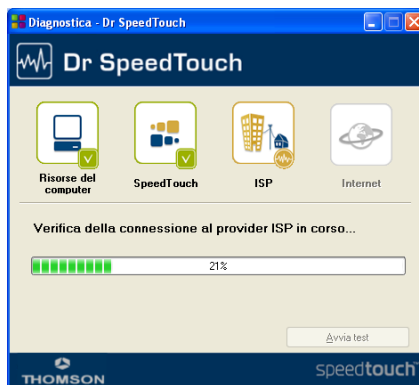 Diagnostica - Dr SpeedTouch
Dr SpeedTouch
Risorse del
computer
SpeedTouch
ISP
Internet
Verifica della connessione al provider ISP in corso...
21%
Avvia test
THOMSON
speedtouch™